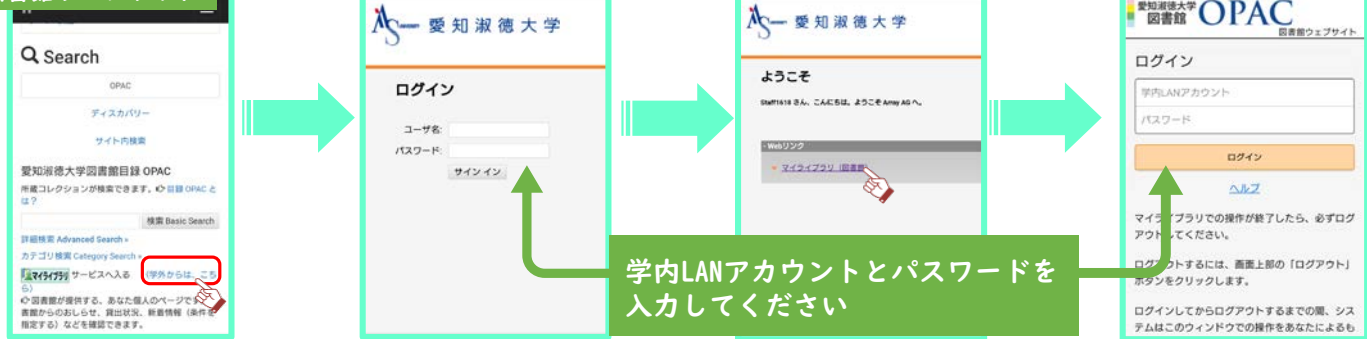 Search
OPAC
ディスカバリー
サイト内検索
愛知淑徳大学図書館目録 OPAC
所蔵コレクションが検索できます。 目録 OPAC と
は？
検索 Basic Search
詳細検索 Advanced Search »
カテゴリ検索 Category Search »
マイライブラリ サービスへ入る (学外からは、こち
ら)
図書館が提供する、あなた個人のページです。
書館からのおしらせ、貸出状況、新着情報（条件を
指定する）などを確認できます。
愛知淑徳大学
ログイン
ユーザ名:
パスワード:
サイン イン
愛知淑徳大学
ようこそ
Staff1618 さん、こんにちは。ようこそ Array AG へ。
- Webリンク
マイライブラリ（図書館）
愛知淑徳大学
図書館 OPAC
図書館ウェブサイト
ログイン
学内LANアカウント
パスワード
ログイン
ヘルプ
マイライブラリでの操作が終了したら、必ずログ
アウトしてください。
ログアウトするには、画面上部の「ログアウト」
ボタンをクリックします。
ログインしてからログアウトするまでの間、シス
テムはこのウィンドウでの操作をあなたによるも
学内LANアカウントとパスワードを
入力してください